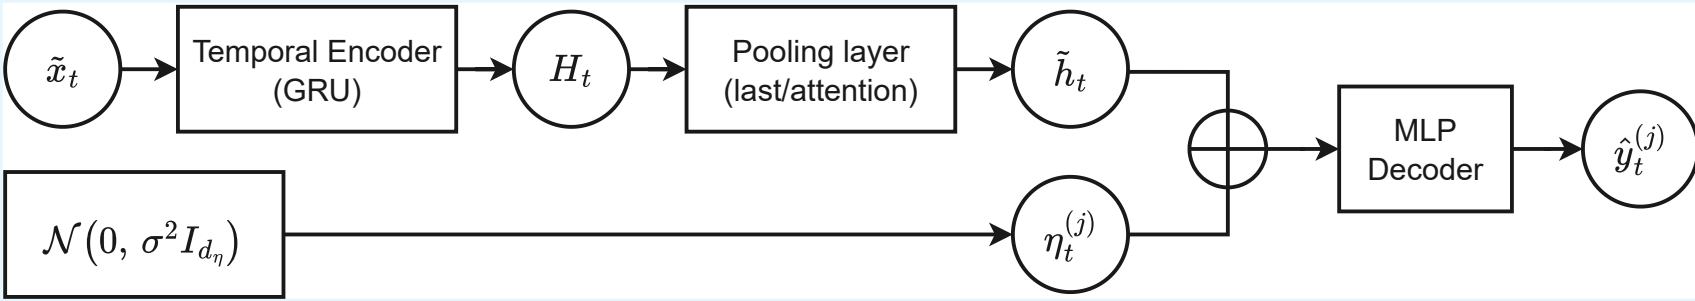 x̃_t
Temporal Encoder
(GRU)
H_t
Pooling layer
(last/attention)
h̃_t
MLP
Decoder
ŷ_t^{(j)}
𝒩(0, σ²I_{d_η})
η_t^{(j)}